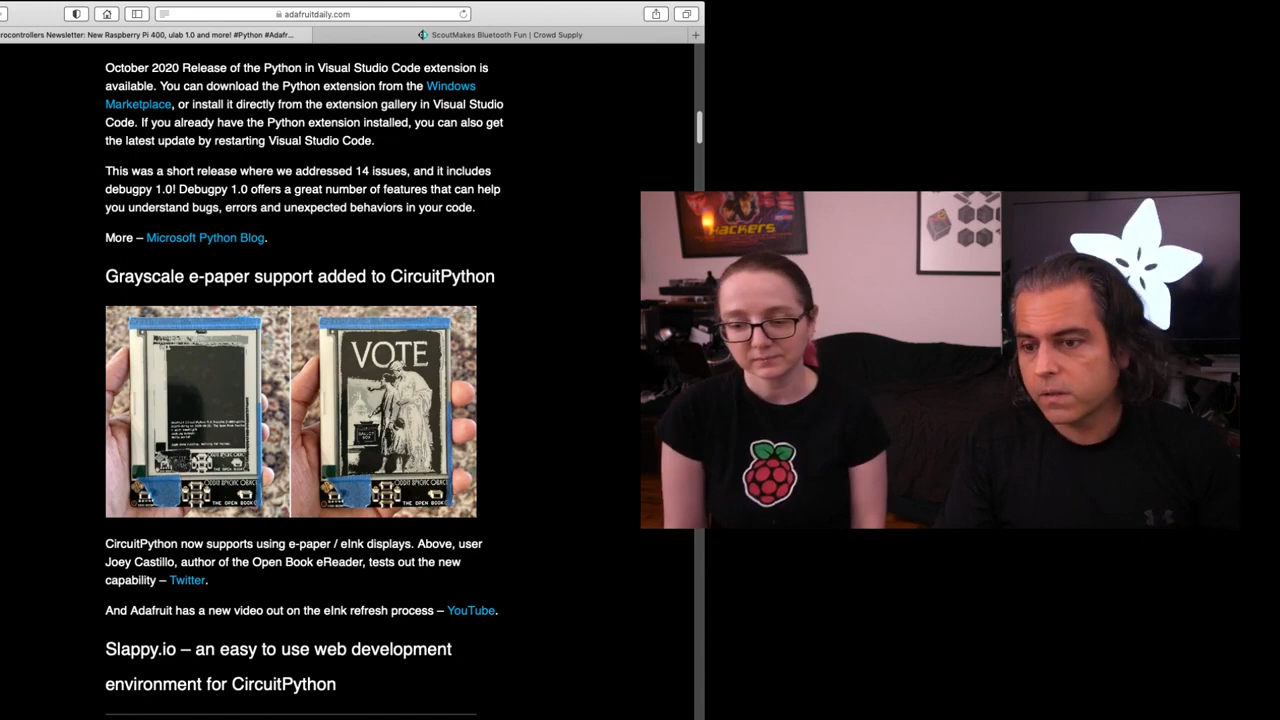 adafruitdaily.com
rocontrollers Newsletter: New Raspberry Pi 400, ulab 1.0 and more! #Python #Adafr...
ScoutMakes Bluetooth Fun | Crowd Supply
October 2020 Release of the Python in Visual Studio Code extension is
available. You can download the Python extension from the Windows
Marketplace, or install it directly from the extension gallery in Visual Studio
Code. If you already have the Python extension installed, you can also get
the latest update by restarting Visual Studio Code.
This was a short release where we addressed 14 issues, and it includes
debugpy 1.0! Debugpy 1.0 offers a great number of features that can help
you understand bugs, errors and unexpected behaviors in your code.
More – Microsoft Python Blog.
Grayscale e-paper support added to CircuitPython
VOTE
BALLOT
BOX
ODDLY SPECIFIC OBJEC
THE OPEN BOOK
ODDLY SPECIFIC OBJEC
THE OPEN BOOK
CircuitPython now supports using e-paper / eInk displays. Above, user
Joey Castillo, author of the Open Book eReader, tests out the new
capability – Twitter.
And Adafruit has a new video out on the eInk refresh process – YouTube.
Slappy.io – an easy to use web development
environment for CircuitPython
HACKERS